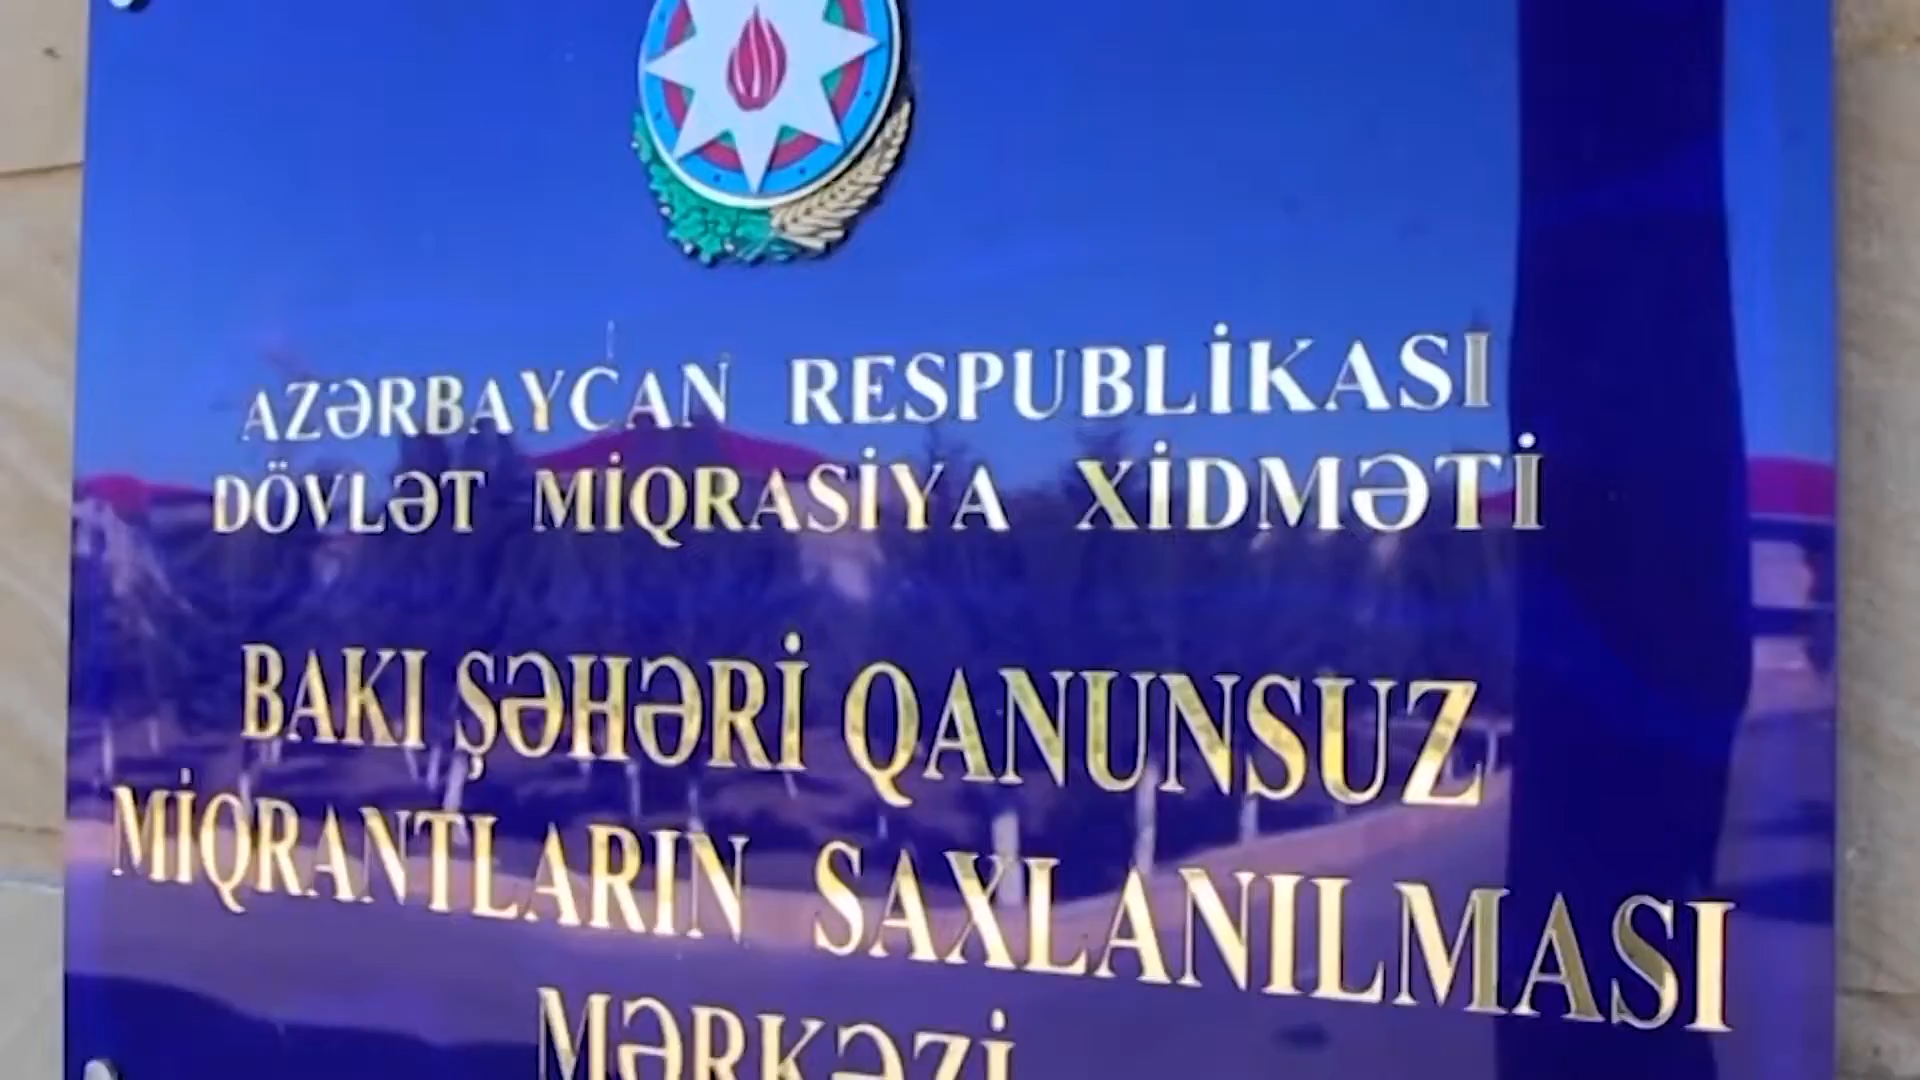 AZƏRBAYCAN RESPUBLİKASI
DÖVLƏT MİQRASİYA XİDMƏTİ
BAKI ŞƏHƏRİ QANUNSUZ
MİQRANTLARIN SAXLANILMASI
MƏRKƏZİ